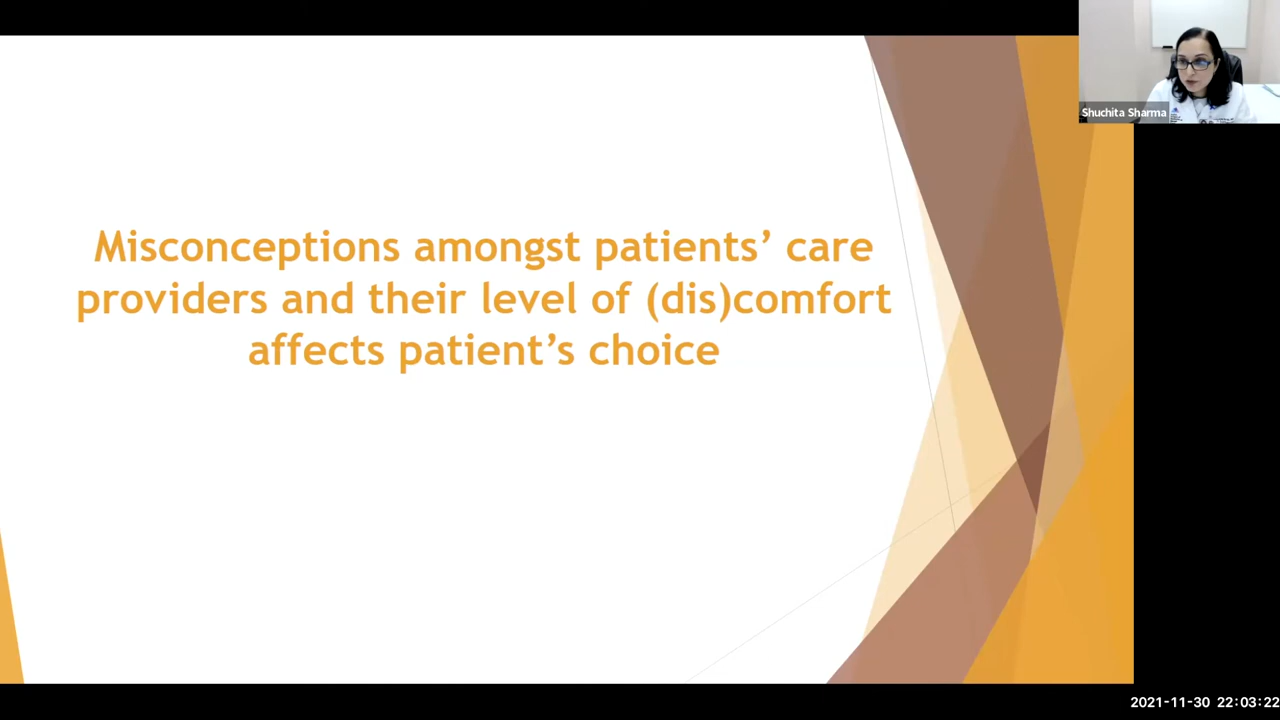 Misconceptions amongst patients’ care
providers and their level of (dis)comfort
affects patient’s choice
Shuchita Sharma
2021-11-30 22:03:22